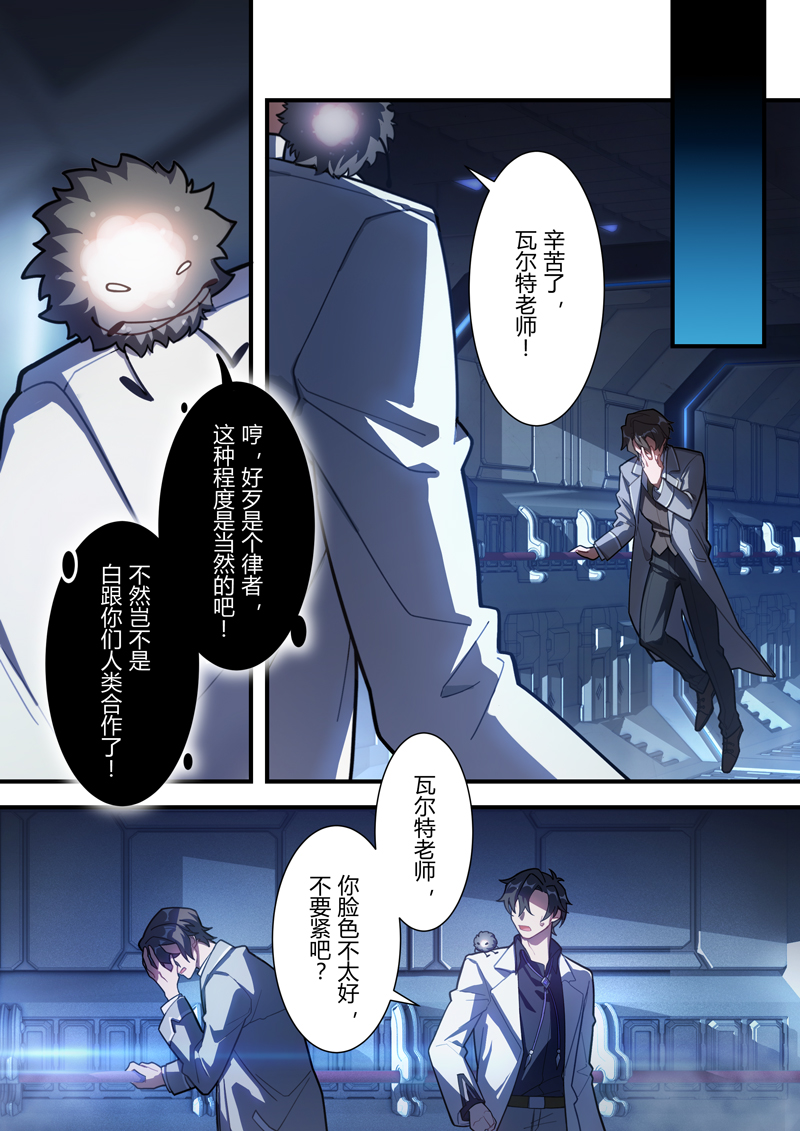 辛苦了，
瓦尔特老师！
哼，好歹是个律者，
这种程度是当然的吧！
不然岂不是
白跟你们人类合作了！
瓦尔特老师，
你脸色不太好，
不要紧吧？